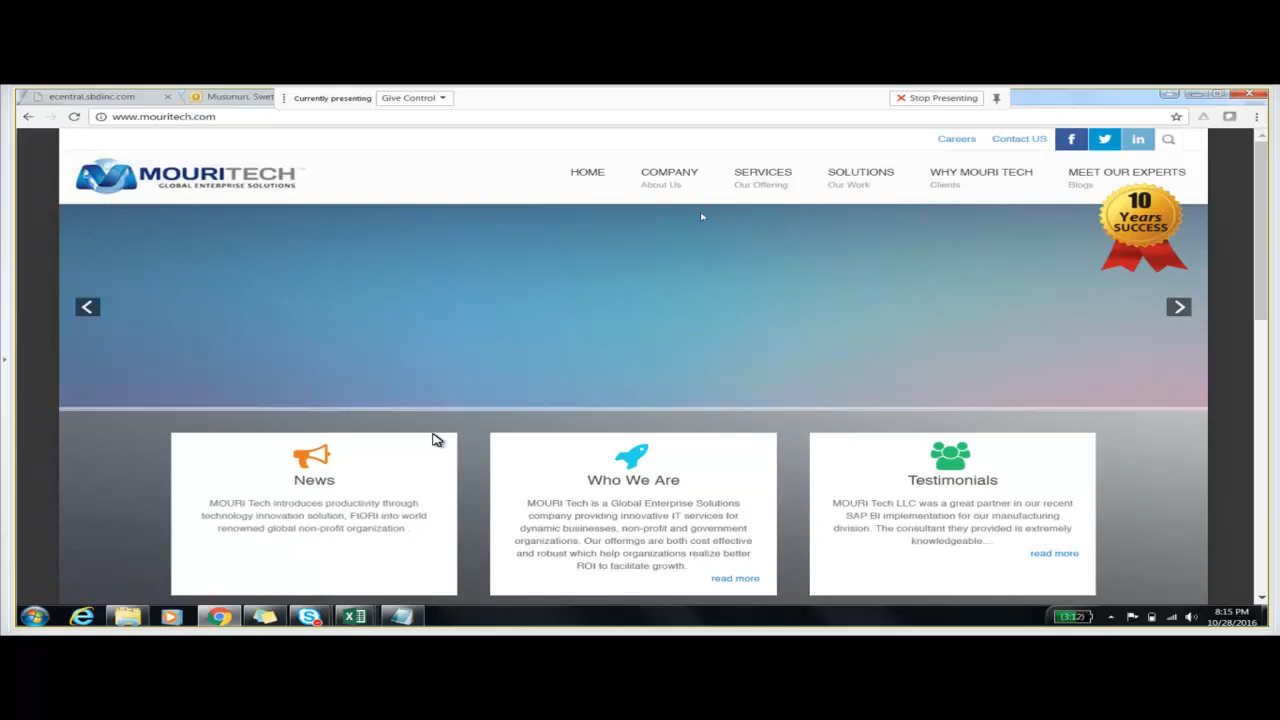 ecentral.sbdinc.com
Musunuri, Swet
Currently presenting
Give Control
Stop Presenting
www.mouritech.com
Careers
Contact US
MOURITECH
GLOBAL ENTERPRISE SOLUTIONS
HOME
COMPANY
About Us
SERVICES
Our Offering
SOLUTIONS
Our Work
WHY MOURI TECH
Clients
MEET OUR EXPERTS
Blogs
10
Years
SUCCESS
News
MOURI Tech introduces productivity through
technology innovation solution, FIORI into world
renowned global non-profit organization
Who We Are
MOURI Tech is a Global Enterprise Solutions
company providing innovative IT services for
dynamic businesses, non-profit and government
organizations. Our offerings are both cost effective
and robust which help organizations realize better
ROI to facilitate growth.
read more
Testimonials
MOURI Tech LLC was a great partner in our recent
SAP BI implementation for our manufacturing
division. The consultant they provided is extremely
knowledgeable....
read more
(3:12)
8:15 PM
10/28/2016